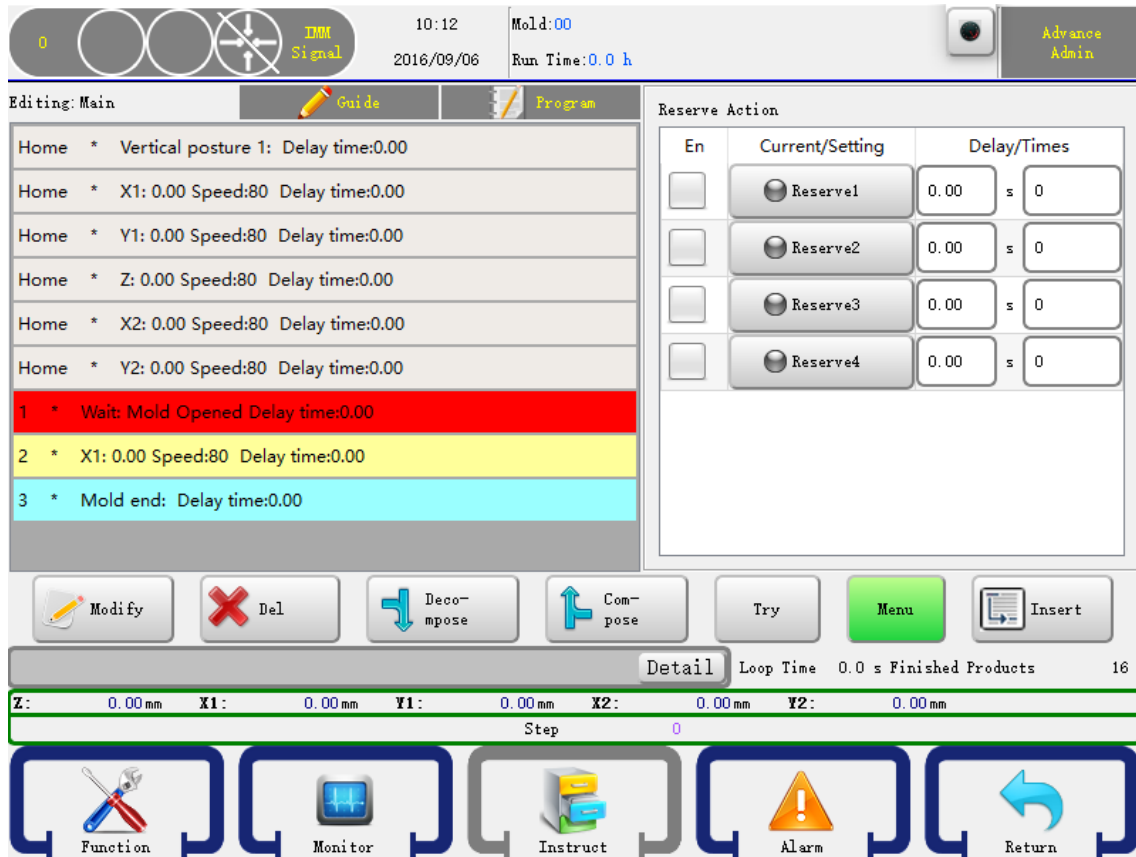 0
IMM
Signal
10:12
2016/09/06
Mold:00
Run Time:0.0 h
Advance
Admin
Editing:Main
Guide
Program
Home * Vertical posture 1: Delay time:0.00
Home * X1: 0.00 Speed:80 Delay time:0.00
Home * Y1: 0.00 Speed:80 Delay time:0.00
Home * Z: 0.00 Speed:80 Delay time:0.00
Home * X2: 0.00 Speed:80 Delay time:0.00
Home * Y2: 0.00 Speed:80 Delay time:0.00
1 * Wait: Mold Opened Delay time:0.00
2 * X1: 0.00 Speed:80 Delay time:0.00
3 * Mold end: Delay time:0.00
Reserve Action
En Current/Setting Delay/Times
Reserve1 0.00 s 0
Reserve2 0.00 s 0
Reserve3 0.00 s 0
Reserve4 0.00 s 0
Modify
Del
Deco-
mpose
Com-
pose
Try
Menu
Insert
Detail Loop Time 0.0 s Finished Products 16
Z: 0.00 mm X1: 0.00 mm Y1: 0.00 mm X2: 0.00 mm Y2: 0.00 mm
Step 0
Function
Monitor
Instruct
Alarm
Return